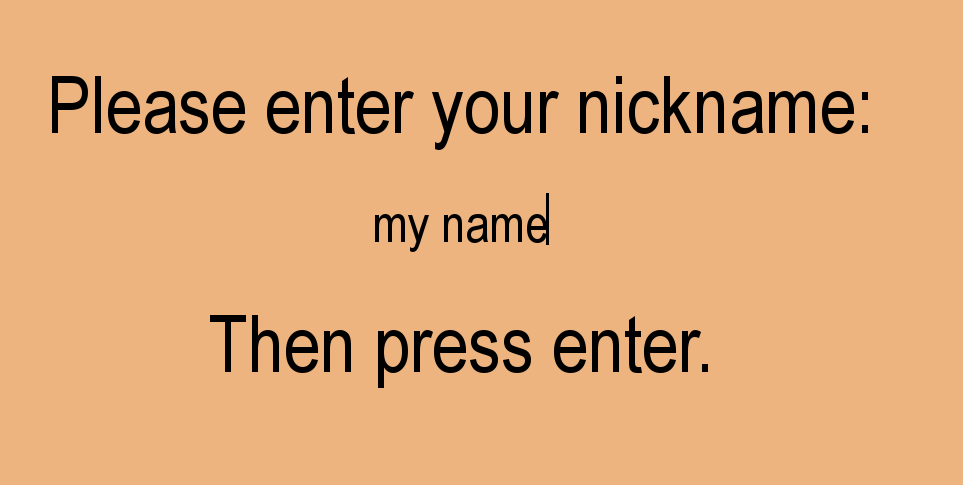 Please enter your nickname:
my name
Then press enter.